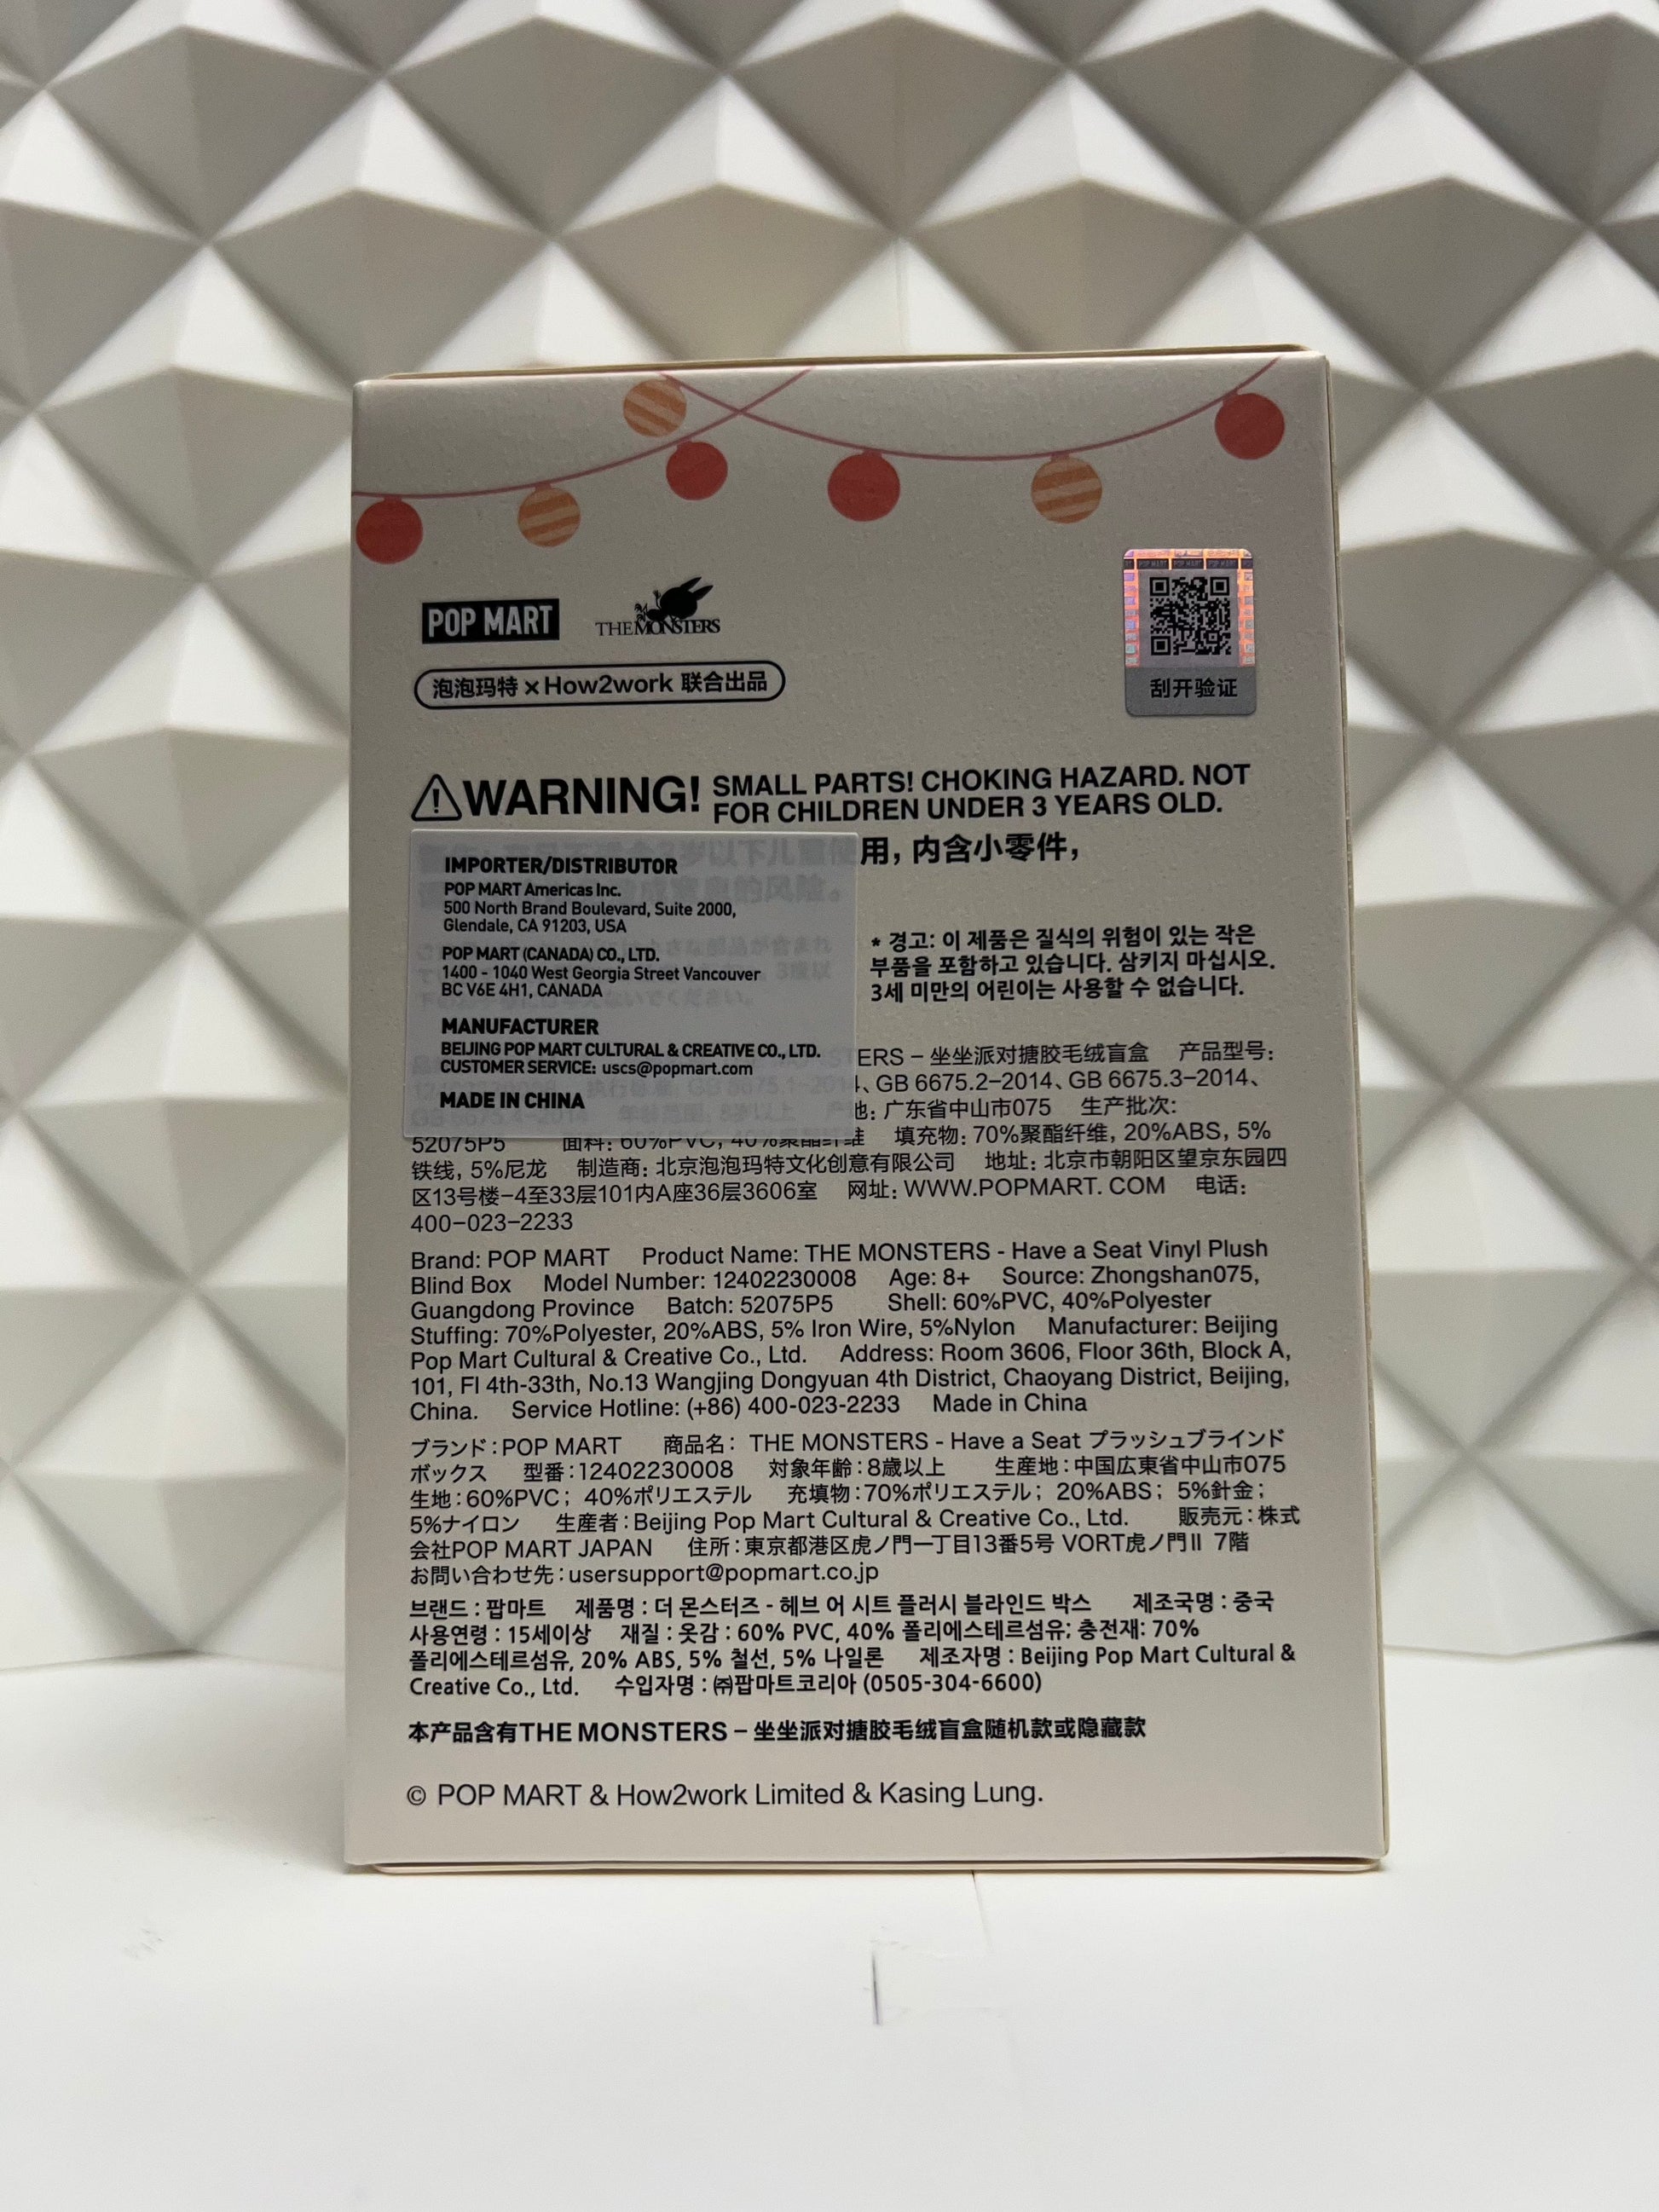 POP MART
THE MONSTERS
泡泡玛特×How2work 联合出品
POP MART POP MART POP MART
刮开验证
WARNING! SMALL PARTS! CHOKING HAZARD. NOT
FOR CHILDREN UNDER 3 YEARS OLD.
岁以下儿童使用，内含小零件，
的风险。
IMPORTER/DISTRIBUTOR
POP MART Americas Inc.
500 North Brand Boulevard, Suite 2000,
Glendale, CA 91203, USA
POP MART (CANADA) CO., LTD.
1400 - 1040 West Georgia Street Vancouver
BC V6E 4H1, CANADA
MANUFACTURER
BEIJING POP MART CULTURAL & CREATIVE CO., LTD.
CUSTOMER SERVICE: uscs@popmart.com
MADE IN CHINA
* 경고: 이 제품은 질식의 위험이 있는 작은
부품을 포함하고 있습니다. 삼키지 마십시오.
3세 미만의 어린이는 사용할 수 없습니다.
STERS – 坐坐派对搪胶毛绒盲盒 产品型号:
、GB 6675.2–2014、GB 6675.3–2014、
地: 广东省中山市075 生产批次:
52075P5 面料: 60%PVC, 40%聚酯纤维 填充物: 70%聚酯纤维, 20%ABS, 5%
铁线, 5%尼龙 制造商: 北京泡泡玛特文化创意有限公司 地址: 北京市朝阳区望京东园四
区13号楼–4至33层101内A座36层3606室 网址: WWW.POPMART. COM 电话:
400–023–2233
Brand: POP MART Product Name: THE MONSTERS - Have a Seat Vinyl Plush
Blind Box Model Number: 12402230008 Age: 8+ Source: Zhongshan075,
Guangdong Province Batch: 52075P5 Shell: 60%PVC, 40%Polyester
Stuffing: 70%Polyester, 20%ABS, 5% Iron Wire, 5%Nylon Manufacturer: Beijing
Pop Mart Cultural & Creative Co., Ltd. Address: Room 3606, Floor 36th, Block A,
101, Fl 4th-33th, No.13 Wangjing Dongyuan 4th District, Chaoyang District, Beijing,
China. Service Hotline: (+86) 400-023-2233 Made in China
ブランド:POP MART 商品名: THE MONSTERS - Have a Seat プラッシュブラインド
ボックス 型番:12402230008 対象年齢:8歳以上 生産地:中国広東省中山市075
生地:60%PVC; 40%ポリエステル 充填物:70%ポリエステル; 20%ABS; 5%針金;
5%ナイロン 生産者:Beijing Pop Mart Cultural & Creative Co., Ltd. 販売元:株式
会社POP MART JAPAN 住所:東京都港区虎ノ門一丁目13番5号 VORT虎ノ門Ⅱ 7階
お問い合わせ先:usersupport@popmart.co.jp
브랜드 : 팝마트 제품명 : 더 몬스터즈 - 헤브 어 시트 플러시 블라인드 박스 제조국명 : 중국
사용연령 : 15세이상 재질 : 옷감 : 60% PVC, 40% 폴리에스테르섬유; 충전재: 70%
폴리에스테르섬유, 20% ABS, 5% 철선, 5% 나일론 제조자명 : Beijing Pop Mart Cultural &
Creative Co., Ltd. 수입자명 : ㈜팝마트코리아 (0505-304-6600)
本产品含有THE MONSTERS – 坐坐派对搪胶毛绒盲盒随机款或隐藏款
© POP MART & How2work Limited & Kasing Lung.